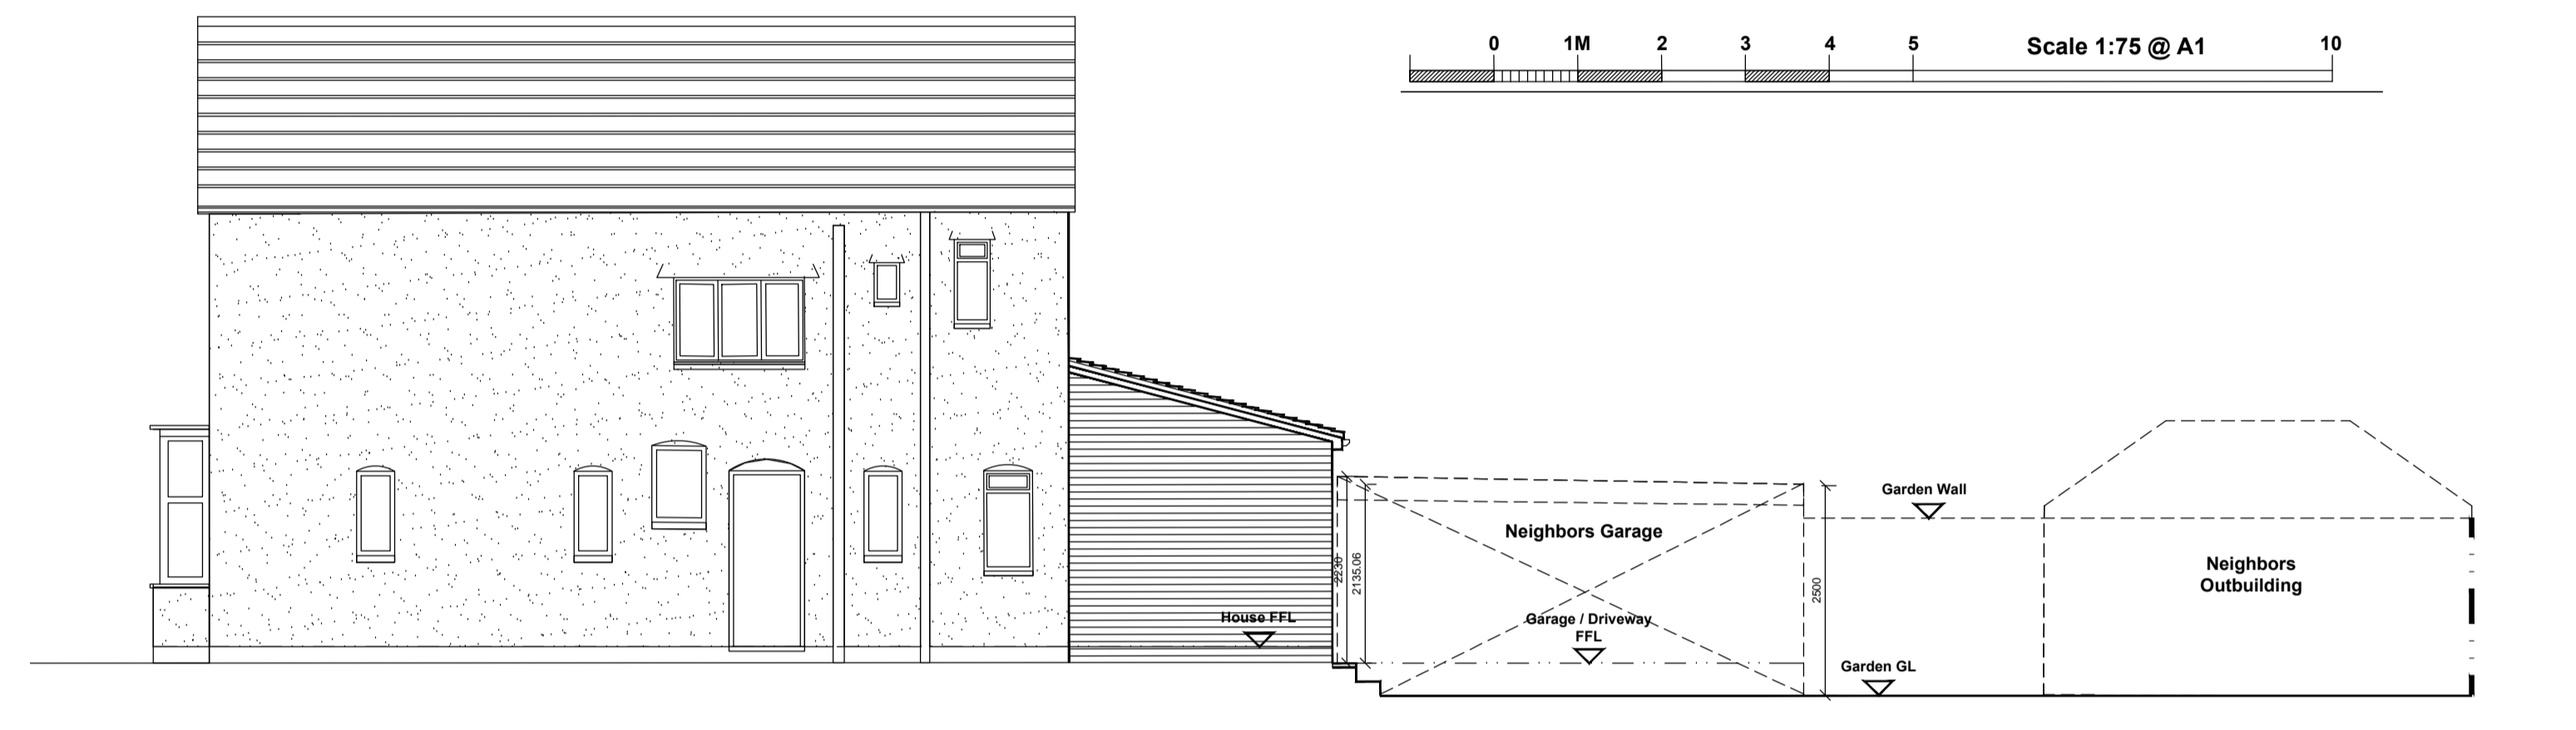 0 1M 2 3 4 5 Scale 1:75 @ A1 10
Garden Wall
Neighbors Garage
Neighbors
Outbuilding
2230
2135.06
2500
House FFL
Garage / Driveway
FFL
Garden GL